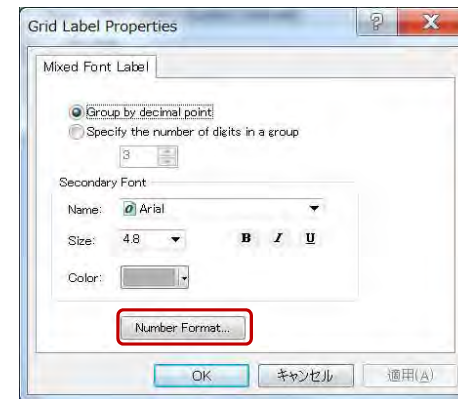 Grid Label Properties
Mixed Font Label
Group by decimal point
Specify the number of digits in a group
3
Secondary Font
Name: Arial
Size: 4.8 B I U
Color:
Number Format...
OK キャンセル 適用(A)